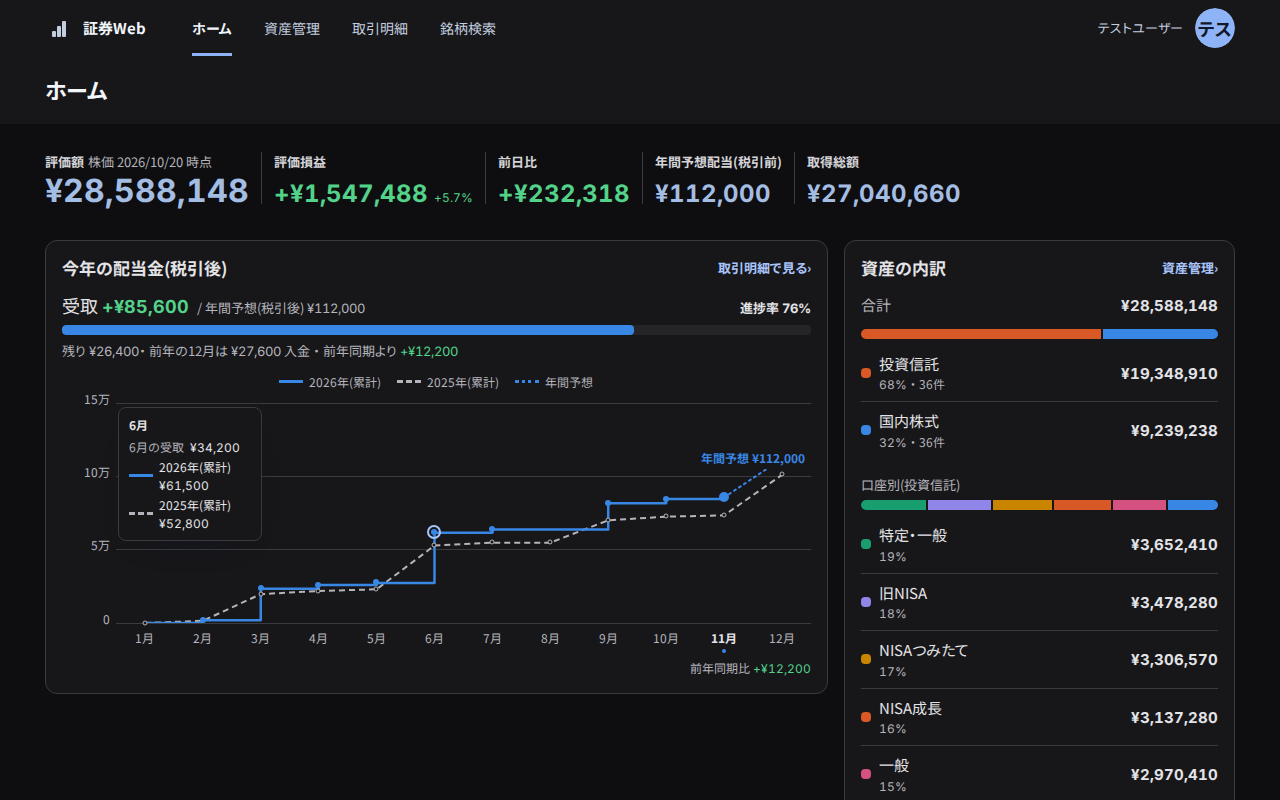 証券Web
ホーム 資産管理 取引明細 銘柄検索
テストユーザー テス
ホーム
評価額 株価 2026/10/20 時点
¥28,588,148
評価損益
+¥1,547,488 +5.7%
前日比
+¥232,318
年間予想配当(税引前)
¥112,000
取得総額
¥27,040,660
今年の配当金(税引後)
取引明細で見る›
受取 +¥85,600 / 年間予想(税引後) ¥112,000
進捗率 76%
残り ¥26,400・前年の12月は ¥27,600 入金・前年同期より +¥12,200
2026年(累計) 2025年(累計) 年間予想
15万
10万
5万
0
6月
6月の受取 ¥34,200
2026年(累計)
¥61,500
2025年(累計)
¥52,800
年間予想 ¥112,000
1月 2月 3月 4月 5月 6月 7月 8月 9月 10月 11月 12月
前年同期比 +¥12,200
資産の内訳
資産管理›
合計 ¥28,588,148
投資信託
68%・36件
¥19,348,910
国内株式
32%・36件
¥9,239,238
口座別(投資信託)
特定・一般
19%
¥3,652,410
旧NISA
18%
¥3,478,280
NISAつみたて
17%
¥3,306,570
NISA成長
16%
¥3,137,280
一般
15%
¥2,970,410